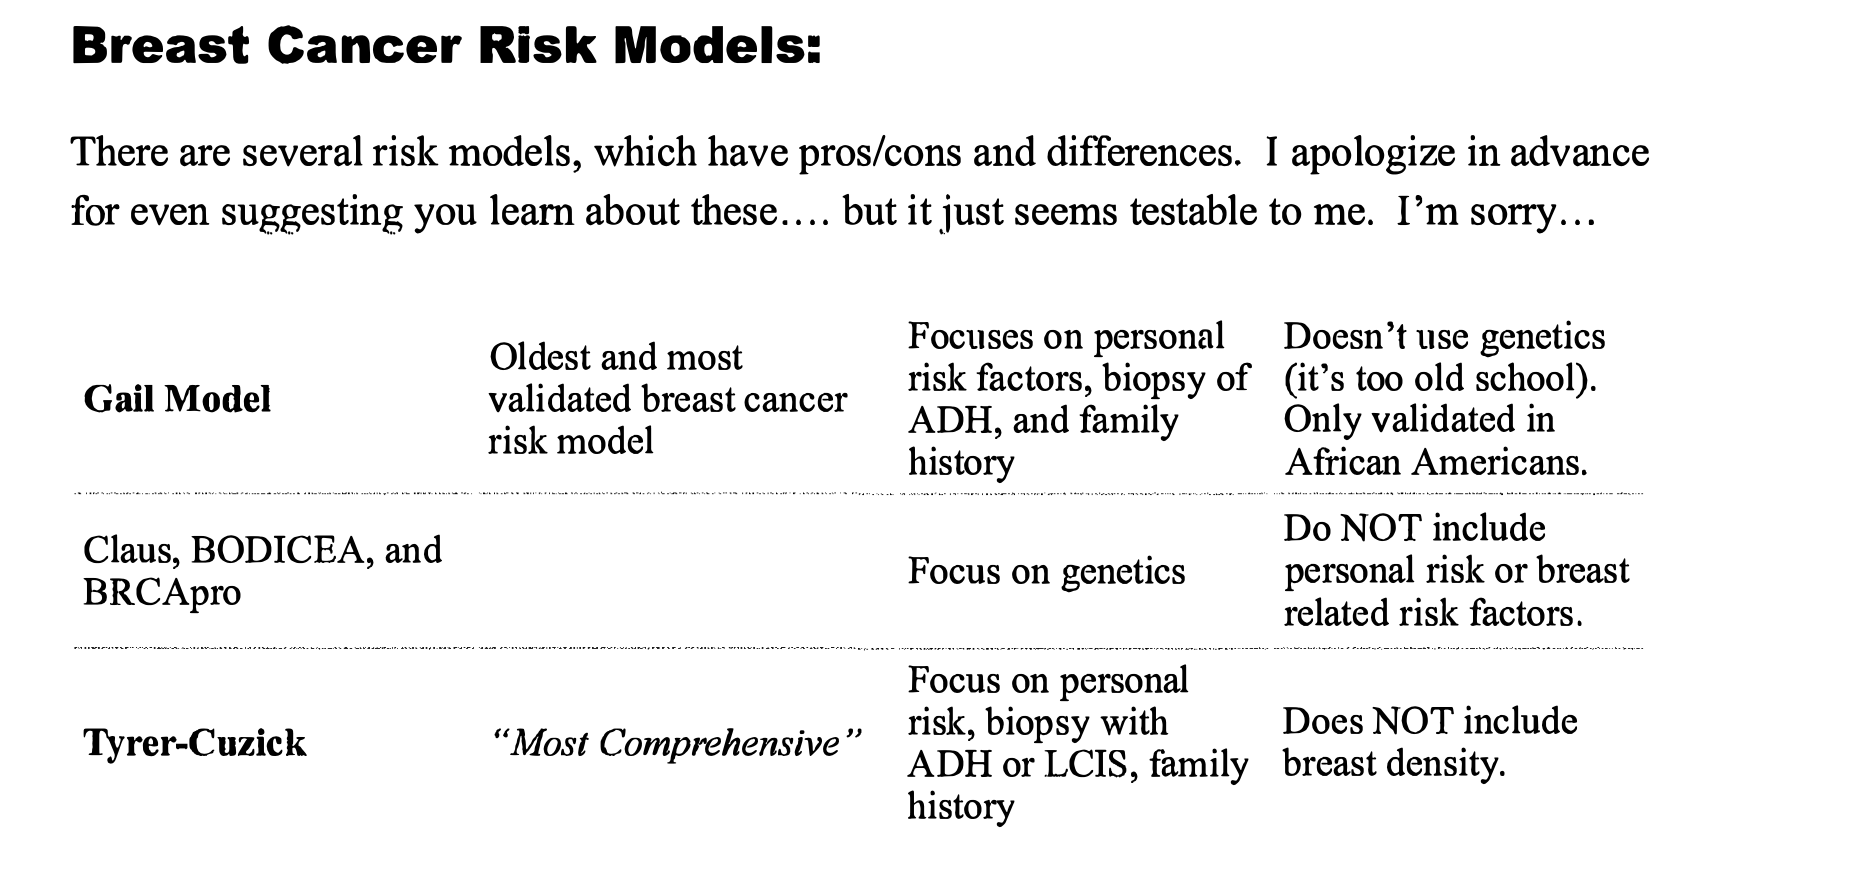 Breast Cancer Risk Models:
There are several risk models, which have pros/cons and differences. I apologize in advance
for even suggesting you learn about these.... but it just seems testable to me. I'm sorry...
Gail Model
Oldest and most
validated breast cancer
risk model
Focuses on personal
risk factors, biopsy of
ADH, and family
history
Doesn't use genetics
(it's too old school).
Only validated in
African Americans.
Claus, BODICEA, and
BRCApro
Focus on genetics
Do NOT include
personal risk or breast
related risk factors.
Tyrer-Cuzick
"Most Comprehensive"
Focus on personal
risk, biopsy with
ADH or LCIS, family
history
Does NOT include
breast density.